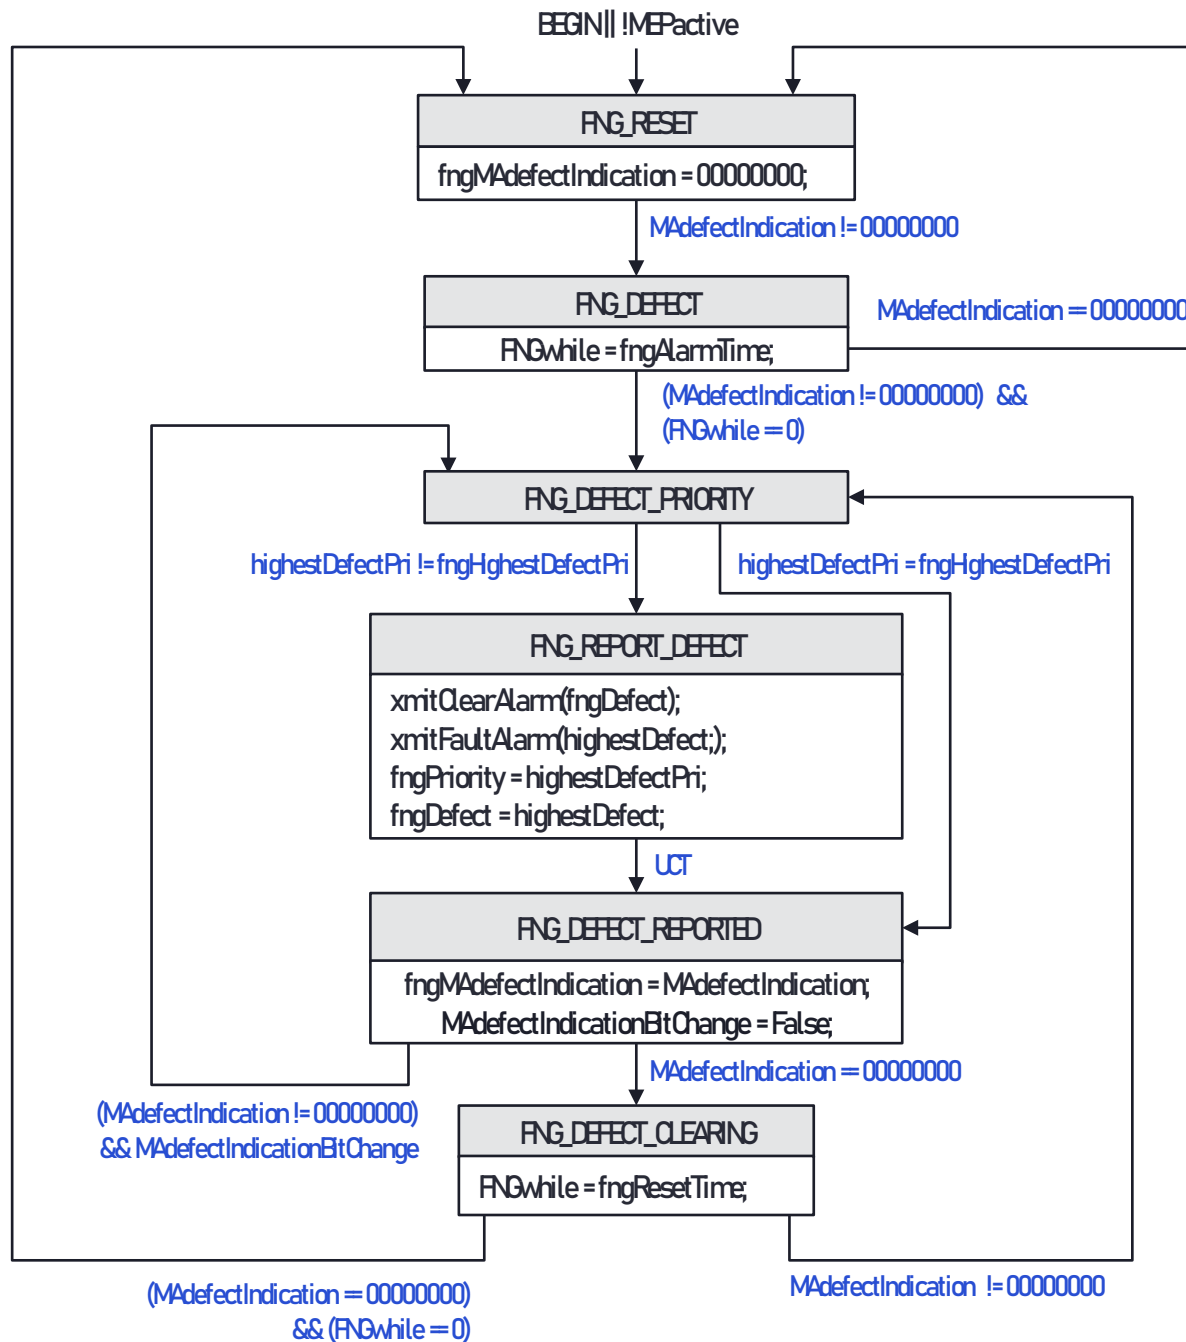 BEGIN || !MEPactive
FNG_RESET
fngMAdefectIndication = 00000000;
MAdefectIndication != 00000000
FNG_DEFECT
MAdefectIndication == 00000000
FNGwhile = fngAlarmTime;
(MAdefectIndication != 00000000) &&
(FNGwhile == 0)
FNG_DEFECT_PRIORITY
highestDefectPri != fngHighestDefectPri
highestDefectPri = fngHighestDefectPri
FNG_REPORT_DEFECT
xmitClearAlarm(fngDefect);
xmitFaultAlarm(highestDefect;);
fngPriority = highestDefectPri;
fngDefect = highestDefect;
UCT
FNG_DEFECT_REPORTED
fngMAdefectIndication = MAdefectIndication;
MAdefectIndicationBitChange = False;
MAdefectIndication == 00000000
(MAdefectIndication != 00000000)
&& MAdefectIndicationBitChange
FNG_DEFECT_CLEARING
FNGwhile = fngResetTime;
MAdefectIndication != 00000000
(MAdefectIndication == 00000000)
&& (FNGwhile == 0)